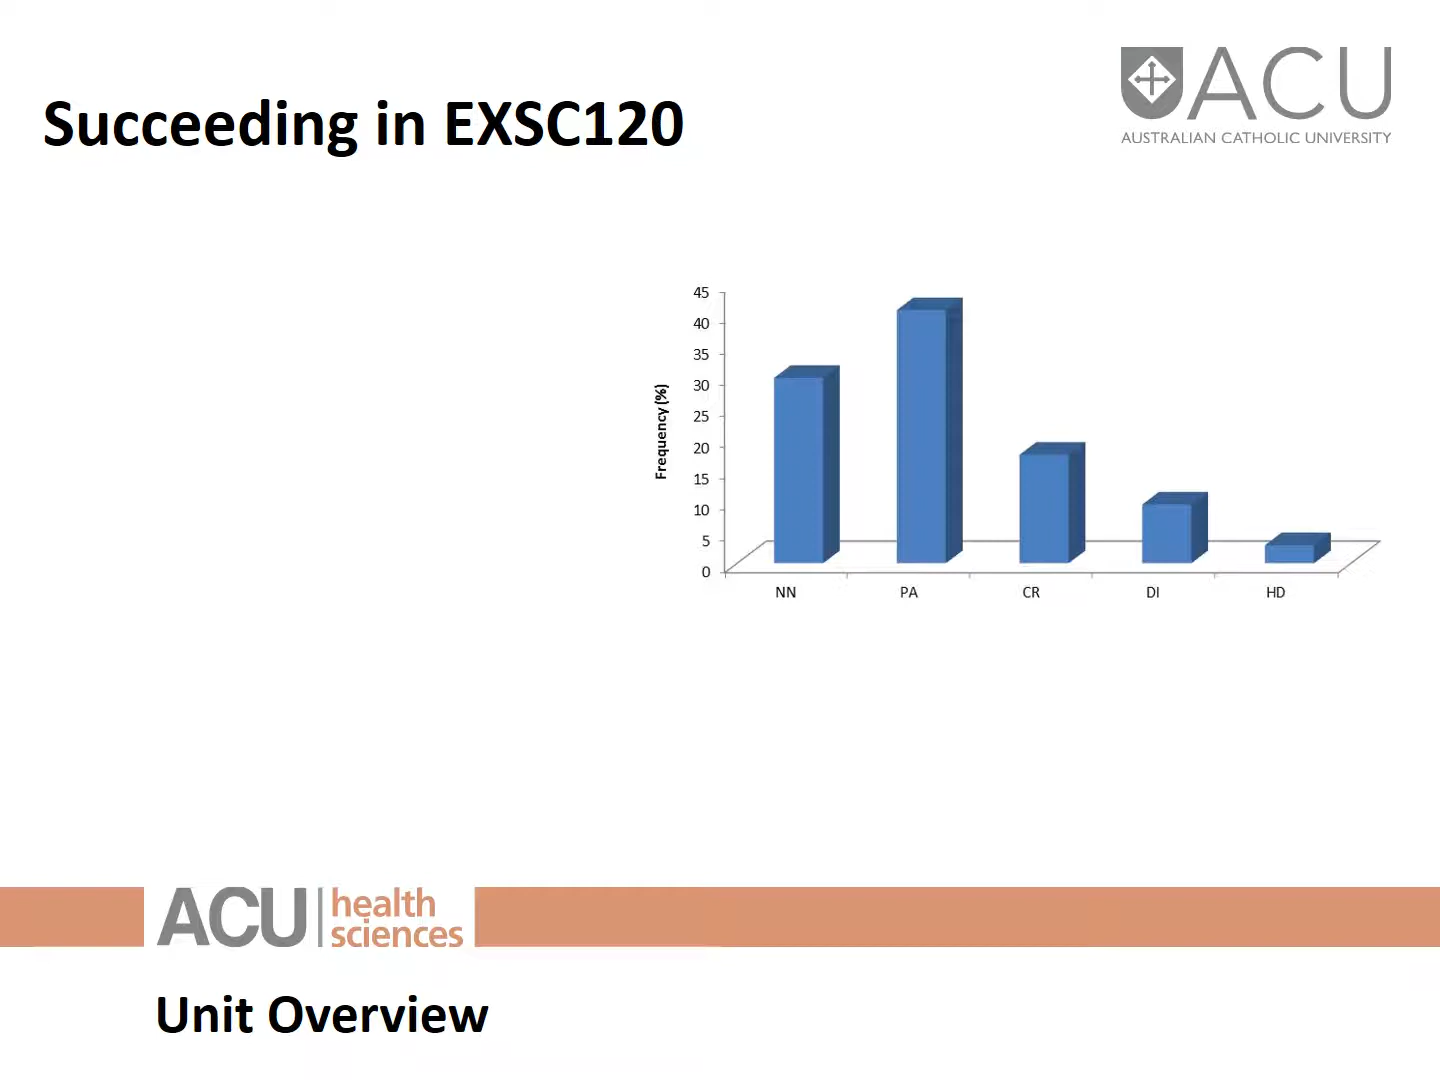 Succeeding in EXSC120
ACU
AUSTRALIAN CATHOLIC UNIVERSITY
45
40
35
30
25
20
15
10
5
0
Frequency (%)
NN PA CR DI HD
ACU health
sciences
Unit Overview